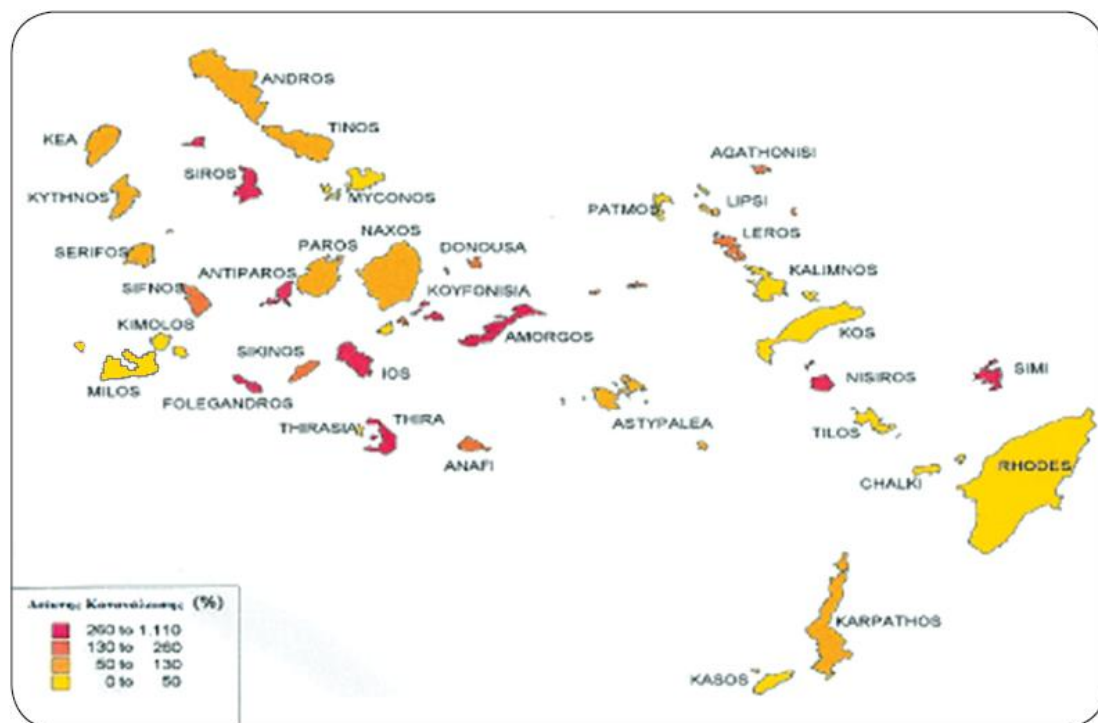 ANDROS
KEA
TINOS
AGATHONISI
SIROS
KYTHNOS
MYCONOS
PATMOS
LIPSI
NAXOS
LEROS
SERIFOS
PAROS
DONOUSA
ANTIPAROS
KALIMNOS
SIFNOS
KOYFONISIA
KIMOLOS
KOS
AMORGOS
SIKINOS
IOS
NISIROS
SIMI
MILOS
FOLEGANDROS
THIRA
ASTYPALEA
THIRASIA
TILOS
ANAFI
RHODES
CHALKI
KARPATHOS
KASOS
Δείκτης Κατανάλωσης (%)
260 to 1.110
130 to 260
50 to 130
0 to 50